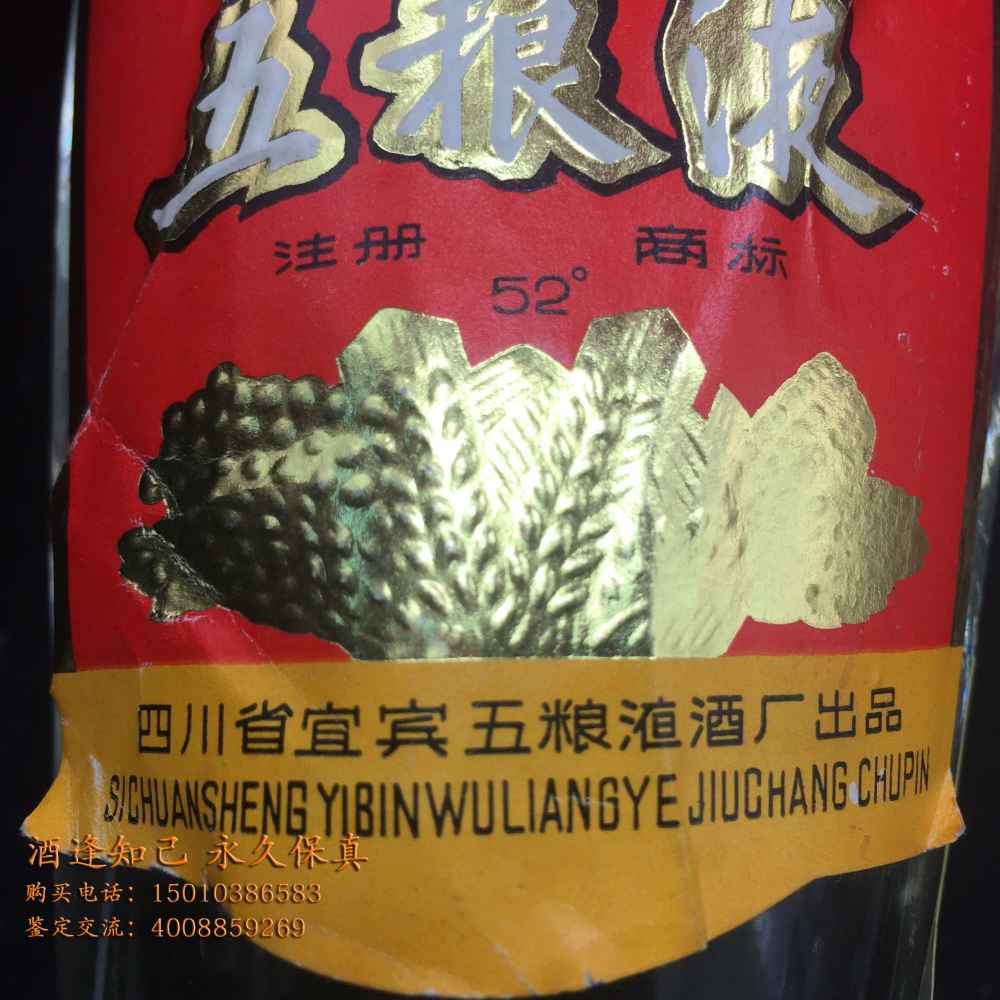 五粮液
注册 商标
52°
四川省宜宾五粮液酒厂出品
SICHUANSHENG YIBINWULIANGYE JIUCHANG CHUPIN
酒逢知己 永久保真
购买电话：15010386583
鉴定交流：4008859269